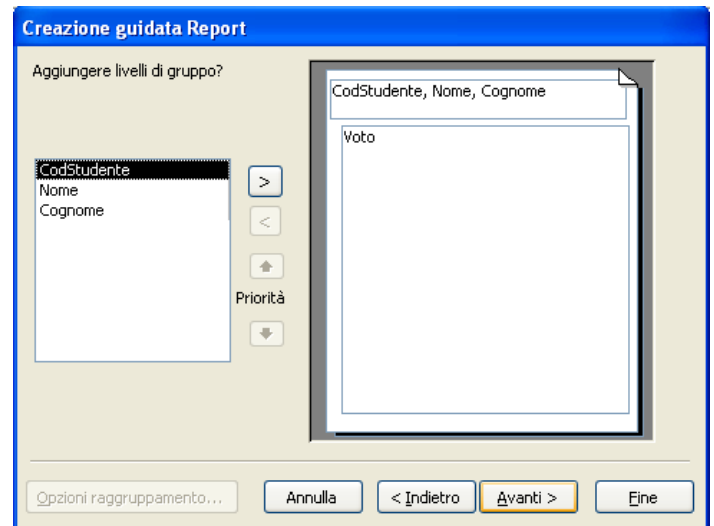 Creazione guidata Report
Aggiungere livelli di gruppo?
CodStudente
Nome
Cognome
>
<
Priorità
CodStudente, Nome, Cognome
Voto
Opzioni raggruppamento...
Annulla
< Indietro
Avanti >
Fine